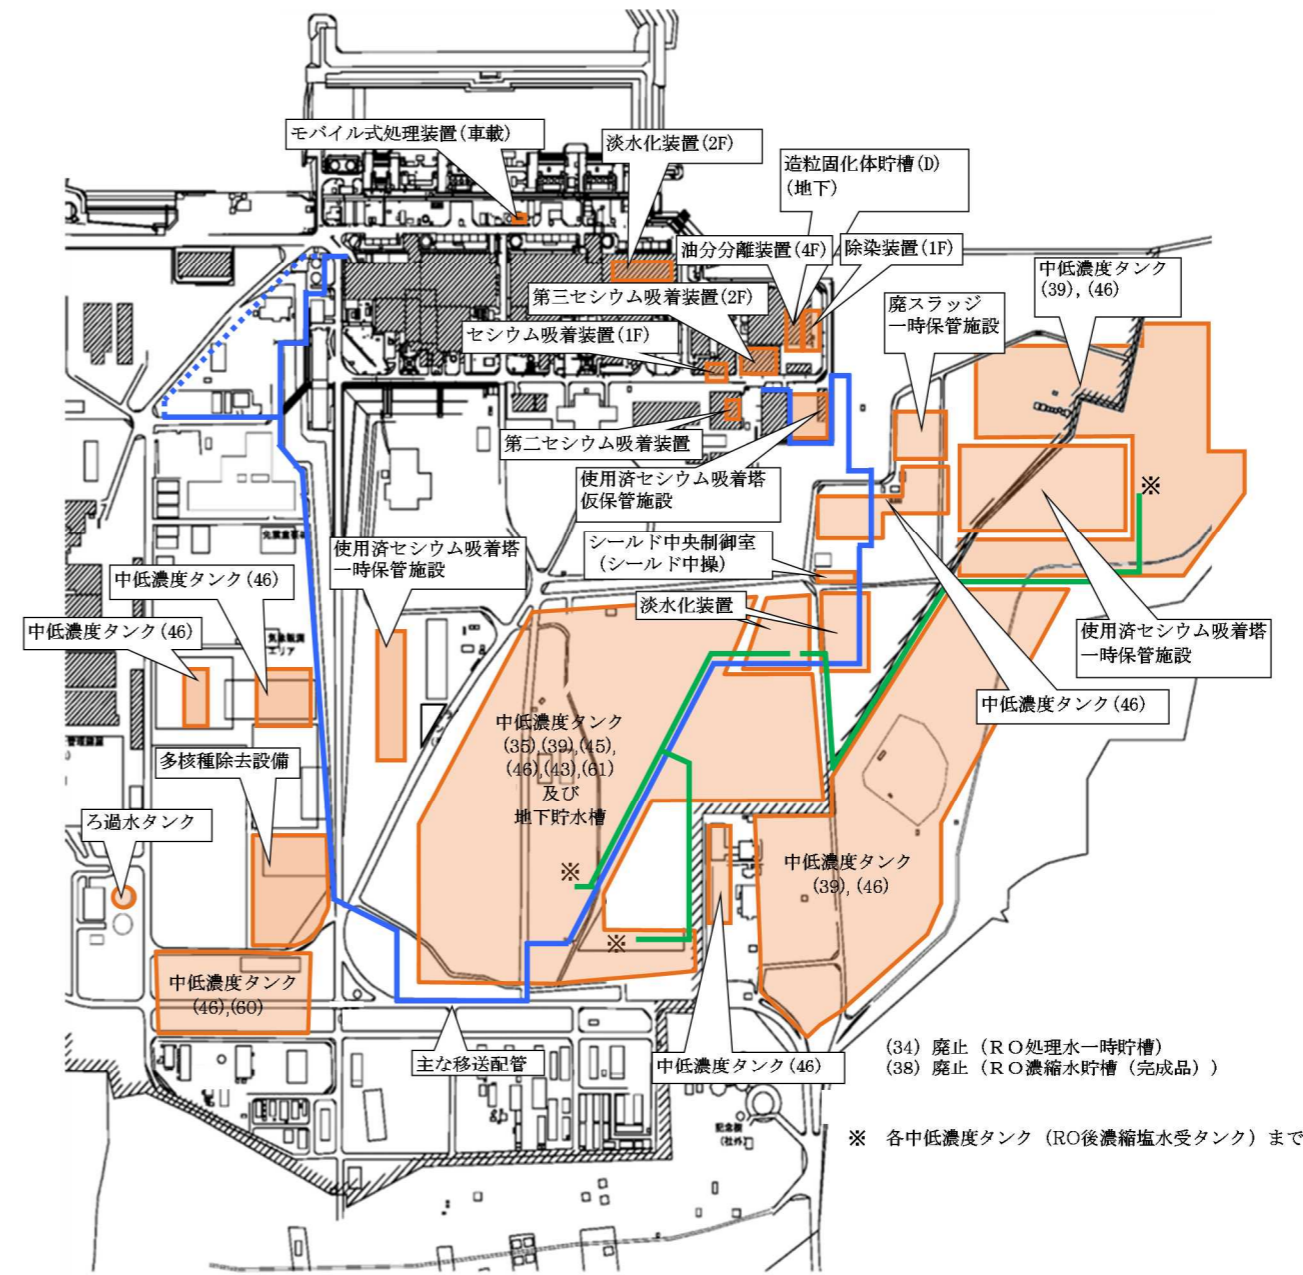 モバイル式処理装置(車載)
淡水化装置(2F)
造粒固化体貯槽(D)
(地下)
油分分離装置(4F)
除染装置(1F)
中低濃度タンク
(39), (46)
第三セシウム吸着装置(2F)
廃スラッジ
一時保管施設
セシウム吸着装置(1F)
第二セシウム吸着装置
使用済セシウム吸着塔
仮保管施設
※
シールド中央制御室
(シールド中操)
使用済セシウム吸着塔
一時保管施設
中低濃度タンク(46)
淡水化装置
中低濃度タンク(46)
気象観測
エリア
使用済セシウム吸着塔
一時保管施設
中低濃度タンク(46)
中低濃度タンク
(35),(39),(45),
(46),(43),(61)
及び
地下貯水槽
多核種除去設備
ろ過水タンク
※
中低濃度タンク
(39), (46)
※
中低濃度タンク
(46),(60)
主な移送配管
中低濃度タンク(46)
(34) 廃止(RO処理水一時貯槽)
(38) 廃止(RO濃縮水貯槽(完成品))
記念館
(社外)
※ 各中低濃度タンク(RO後濃縮塩水受タンク)まで